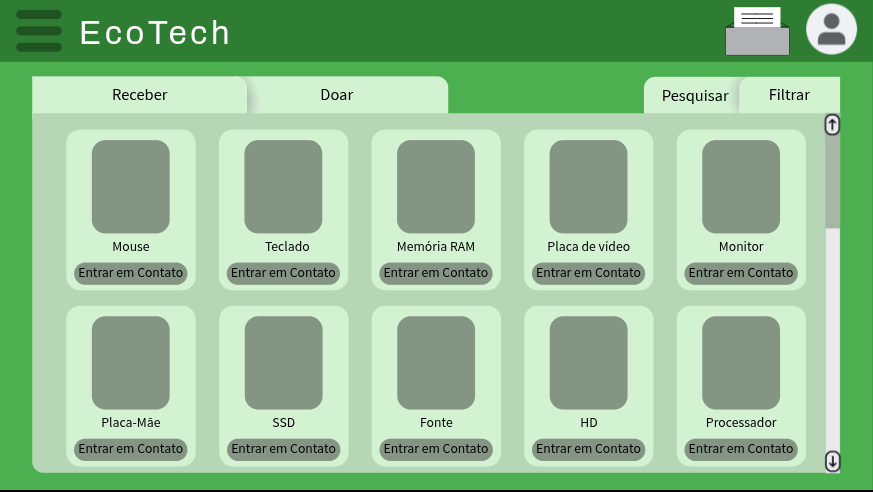 EcoTech
Receber
Doar
Pesquisar
Filtrar
Mouse
Teclado
Memória RAM
Placa de vídeo
Monitor
Entrar em Contato
Entrar em Contato
Entrar em Contato
Entrar em Contato
Entrar em Contato
Placa-Mãe
SSD
Fonte
HD
Processador
Entrar em Contato
Entrar em Contato
Entrar em Contato
Entrar em Contato
Entrar em Contato